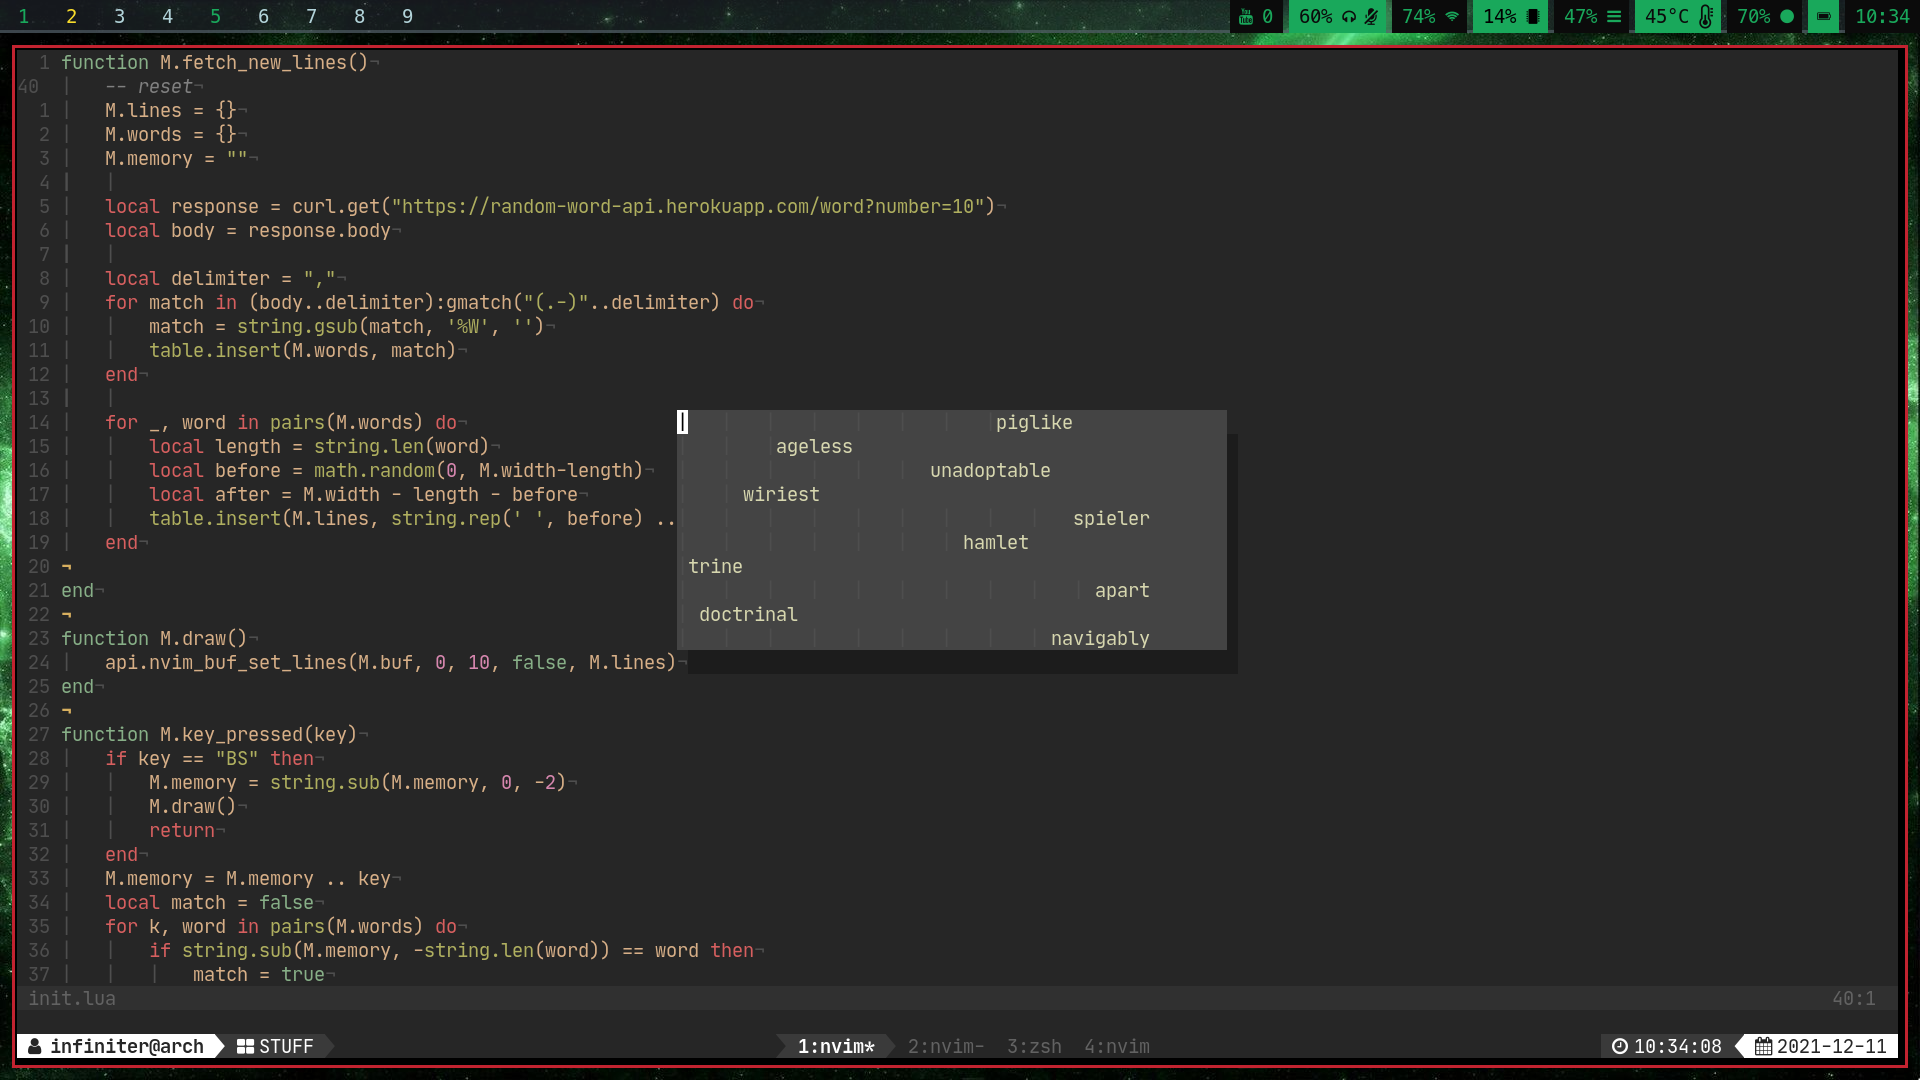 1 2 3 4 5 6 7 8 9 You Tube 0 60% 74% 14% 47% 45°C 70% 10:34
1 function M.fetch_new_lines()¬
40 -- reset¬
1 M.lines = {}¬
2 M.words = {}¬
3 M.memory = ""¬
4
5 local response = curl.get("https://random-word-api.herokuapp.com/word?number=10")¬
6 local body = response.body¬
7
8 local delimiter = ","¬
9 for match in (body..delimiter):gmatch("(.-)"..delimiter) do¬
10 match = string.gsub(match, '%W', '')¬
11 table.insert(M.words, match)¬
12 end¬
13
14 for _, word in pairs(M.words) do¬
15 local length = string.len(word)¬
16 local before = math.random(0, M.width-length)¬
17 local after = M.width - length - before¬
18 table.insert(M.lines, string.rep(' ', before) ..
19 end¬
20 ¬
21 end¬
22 ¬
23 function M.draw()¬
24 api.nvim_buf_set_lines(M.buf, 0, 10, false, M.lines)¬
25 end¬
26 ¬
27 function M.key_pressed(key)¬
28 if key == "BS" then¬
29 M.memory = string.sub(M.memory, 0, -2)¬
30 M.draw()¬
31 return¬
32 end¬
33 M.memory = M.memory .. key¬
34 local match = false¬
35 for k, word in pairs(M.words) do¬
36 if string.sub(M.memory, -string.len(word)) == word then¬
37 match = true¬
piglike
ageless
unadoptable
wiriest
spieler
hamlet
trine
apart
doctrinal
navigably
init.lua 40:1
infiniter@arch STUFF 1:nvim* 2:nvim- 3:zsh 4:nvim 10:34:08 2021-12-11